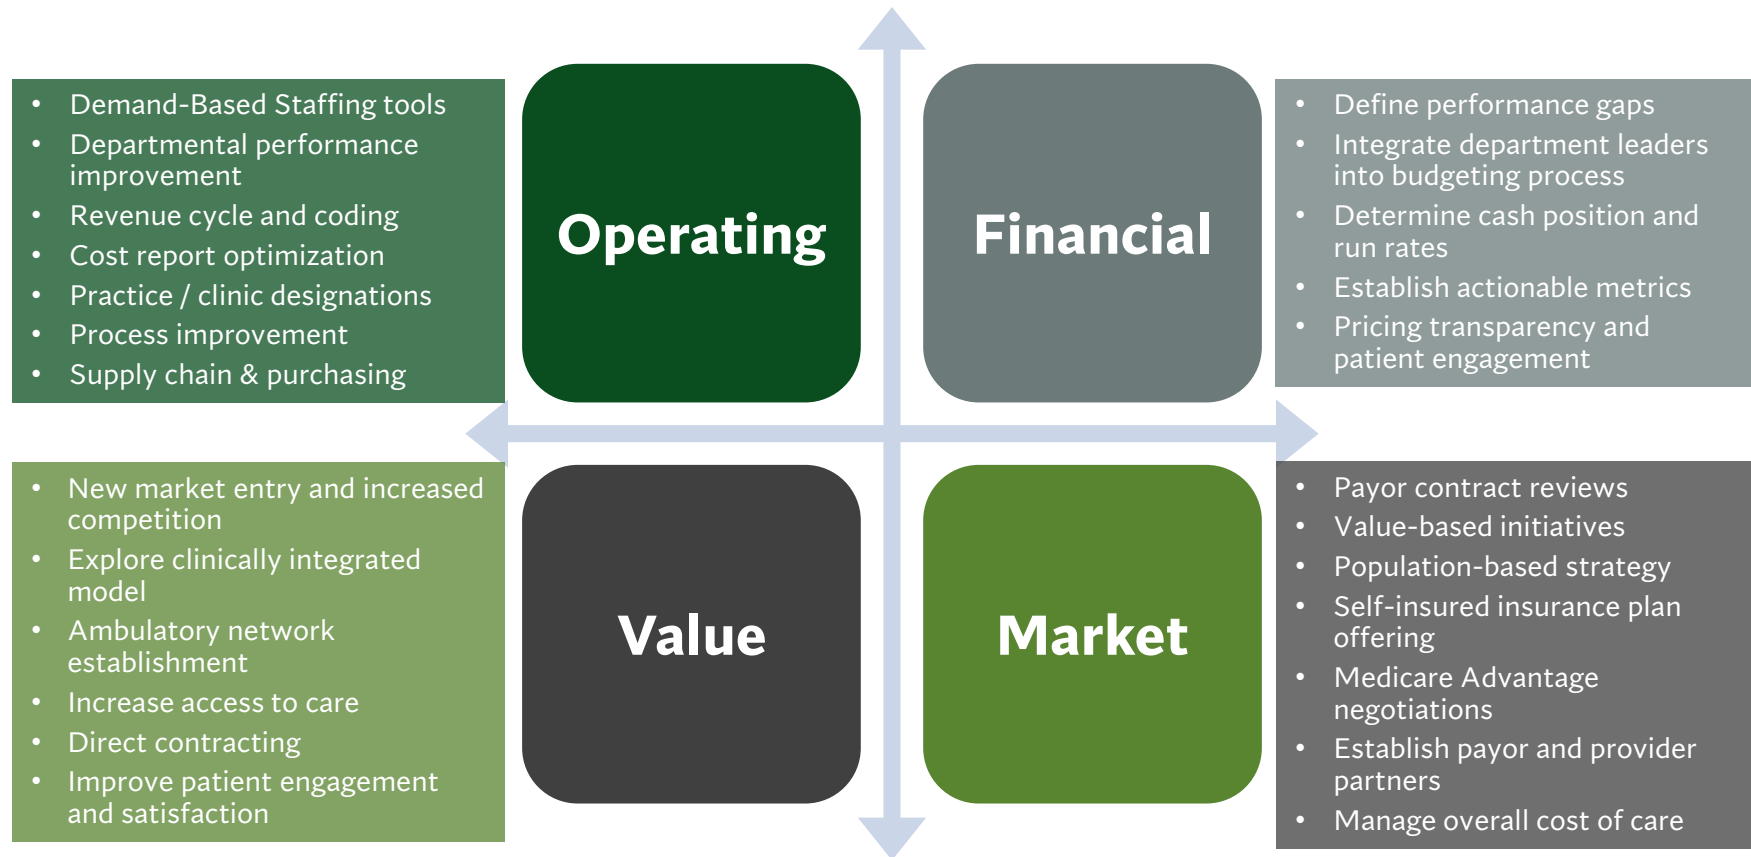 • Demand-Based Staffing tools
• Departmental performance
improvement
• Revenue cycle and coding
• Cost report optimization
• Practice / clinic designations
• Process improvement
• Supply chain & purchasing
Operating
Financial
• Define performance gaps
• Integrate department leaders
into budgeting process
• Determine cash position and
run rates
• Establish actionable metrics
• Pricing transparency and
patient engagement
• New market entry and increased
competition
• Explore clinically integrated
model
• Ambulatory network
establishment
• Increase access to care
• Direct contracting
• Improve patient engagement
and satisfaction
Value
Market
• Payor contract reviews
• Value-based initiatives
• Population-based strategy
• Self-insured insurance plan
offering
• Medicare Advantage
negotiations
• Establish payor and provider
partners
• Manage overall cost of care